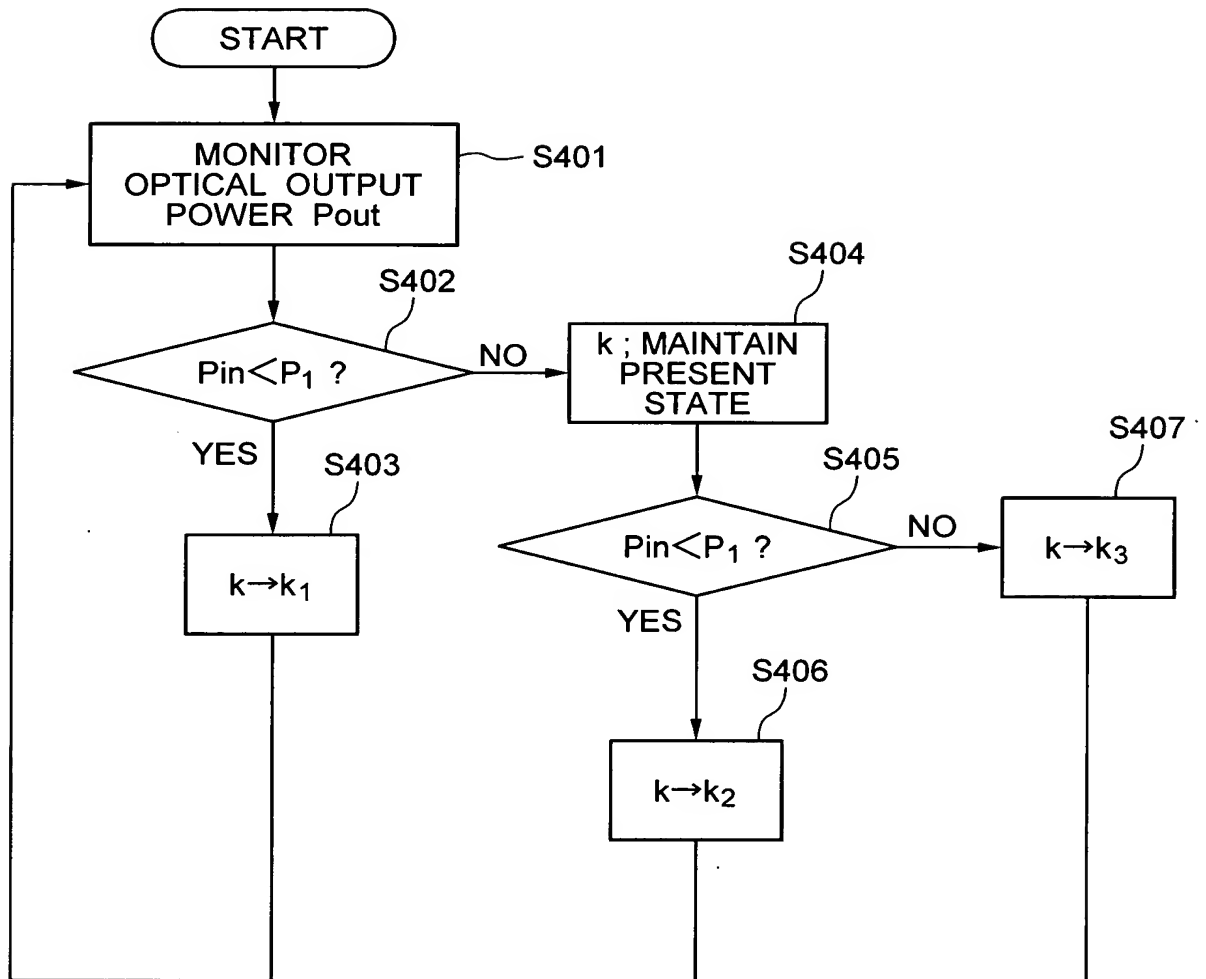 START
MONITOR
OPTICAL OUTPUT
POWER Pout
S401
S402
Pin<P₁ ?
NO
YES
S403
k→k₁
S404
k ; MAINTAIN
PRESENT
STATE
S405
Pin<P₁ ?
NO
YES
S406
k→k₂
S407
k→k₃